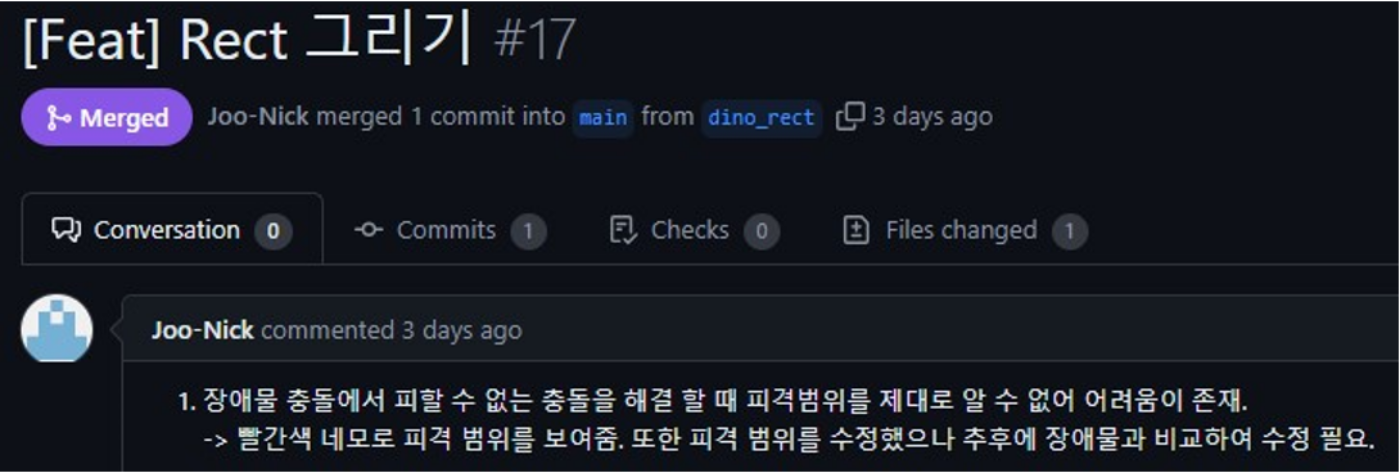 [Feat] Rect 그리기 #17
Merged Joo-Nick merged 1 commit into main from dino_rect 3 days ago
Conversation 0 Commits 1 Checks 0 Files changed 1
Joo-Nick commented 3 days ago
1. 장애물 충돌에서 피할 수 없는 충돌을 해결 할 때 피격범위를 제대로 알 수 없어 어려움이 존재.
-> 빨간색 네모로 피격 범위를 보여줌. 또한 피격 범위를 수정했으나 추후에 장애물과 비교하여 수정 필요.